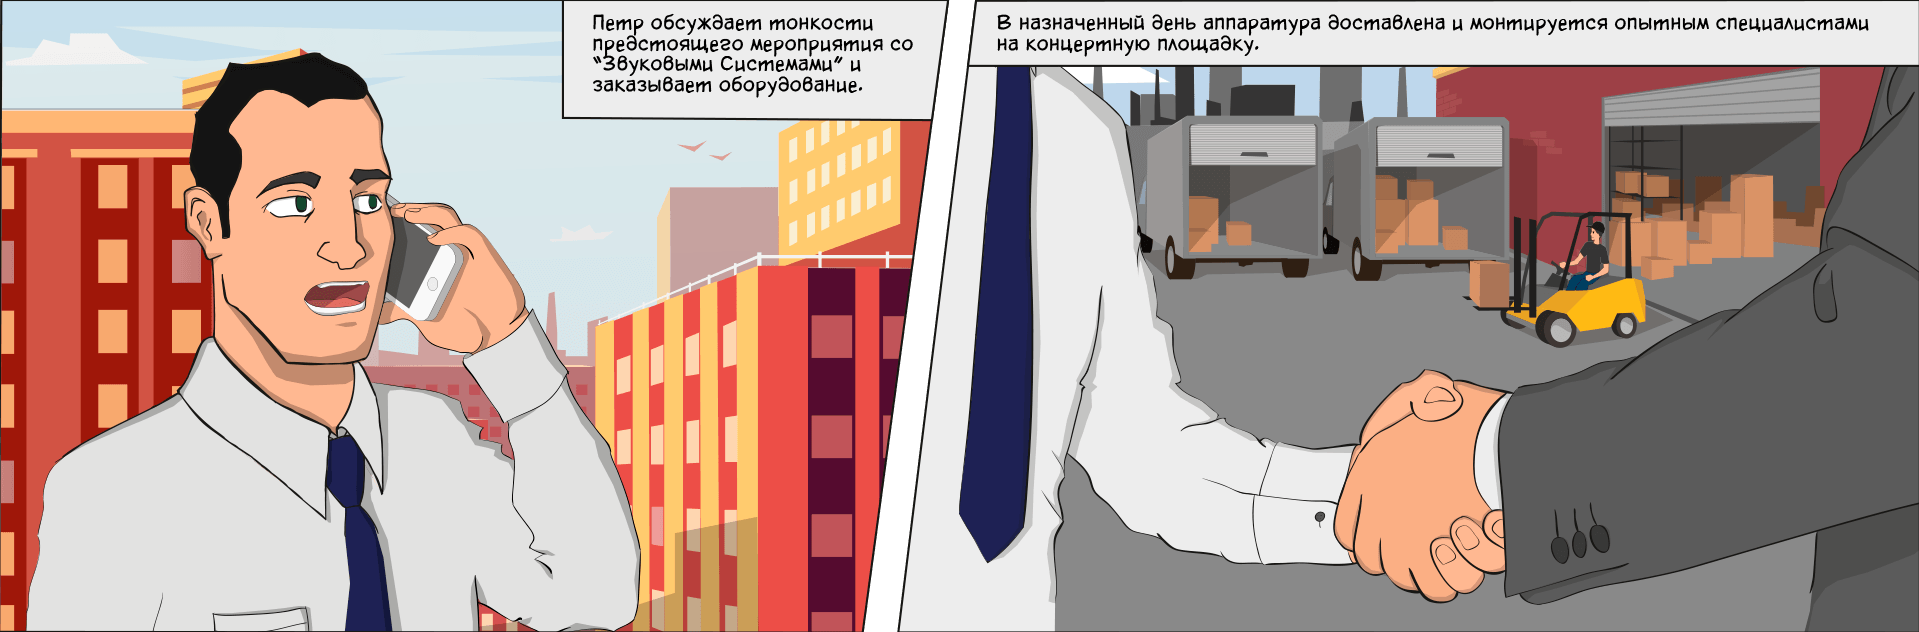 Петр обсуждает тонкости
предстоящего мероприятия со
“Звуковыми Системами” и
заказывает оборудование.
В назначенный день аппаратура доставлена и монтируется опытным специалистами
на концертную площадку.